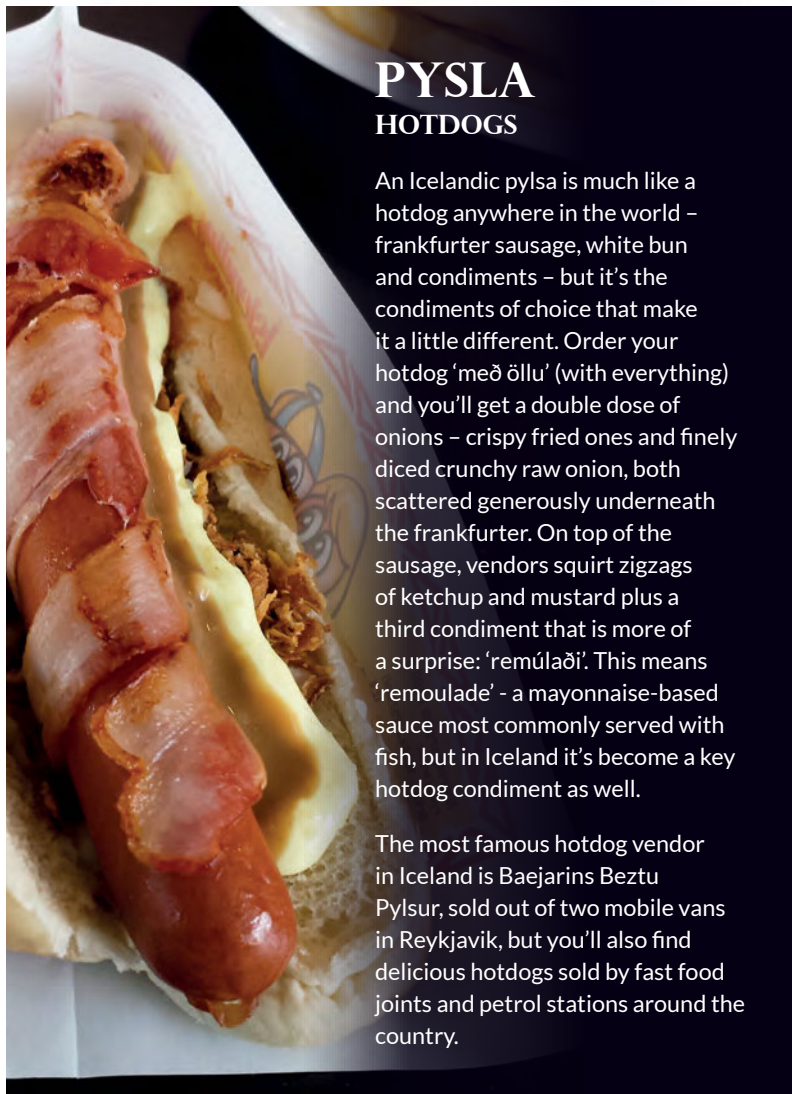 PYSLA
HOTDOGS
An Icelandic pylsa is much like a
hotdog anywhere in the world –
frankfurter sausage, white bun
and condiments – but it’s the
condiments of choice that make
it a little different. Order your
hotdog ‘með öllu’ (with everything)
and you’ll get a double dose of
onions – crispy fried ones and finely
diced crunchy raw onion, both
scattered generously underneath
the frankfurter. On top of the
sausage, vendors squirt zigzags
of ketchup and mustard plus a
third condiment that is more of
a surprise: ‘remúlaði’. This means
‘remoulade’ - a mayonnaise-based
sauce most commonly served with
fish, but in Iceland it’s become a key
hotdog condiment as well.
The most famous hotdog vendor
in Iceland is Baejarins Beztu
Pylsur, sold out of two mobile vans
in Reykjavik, but you’ll also find
delicious hotdogs sold by fast food
joints and petrol stations around the
country.